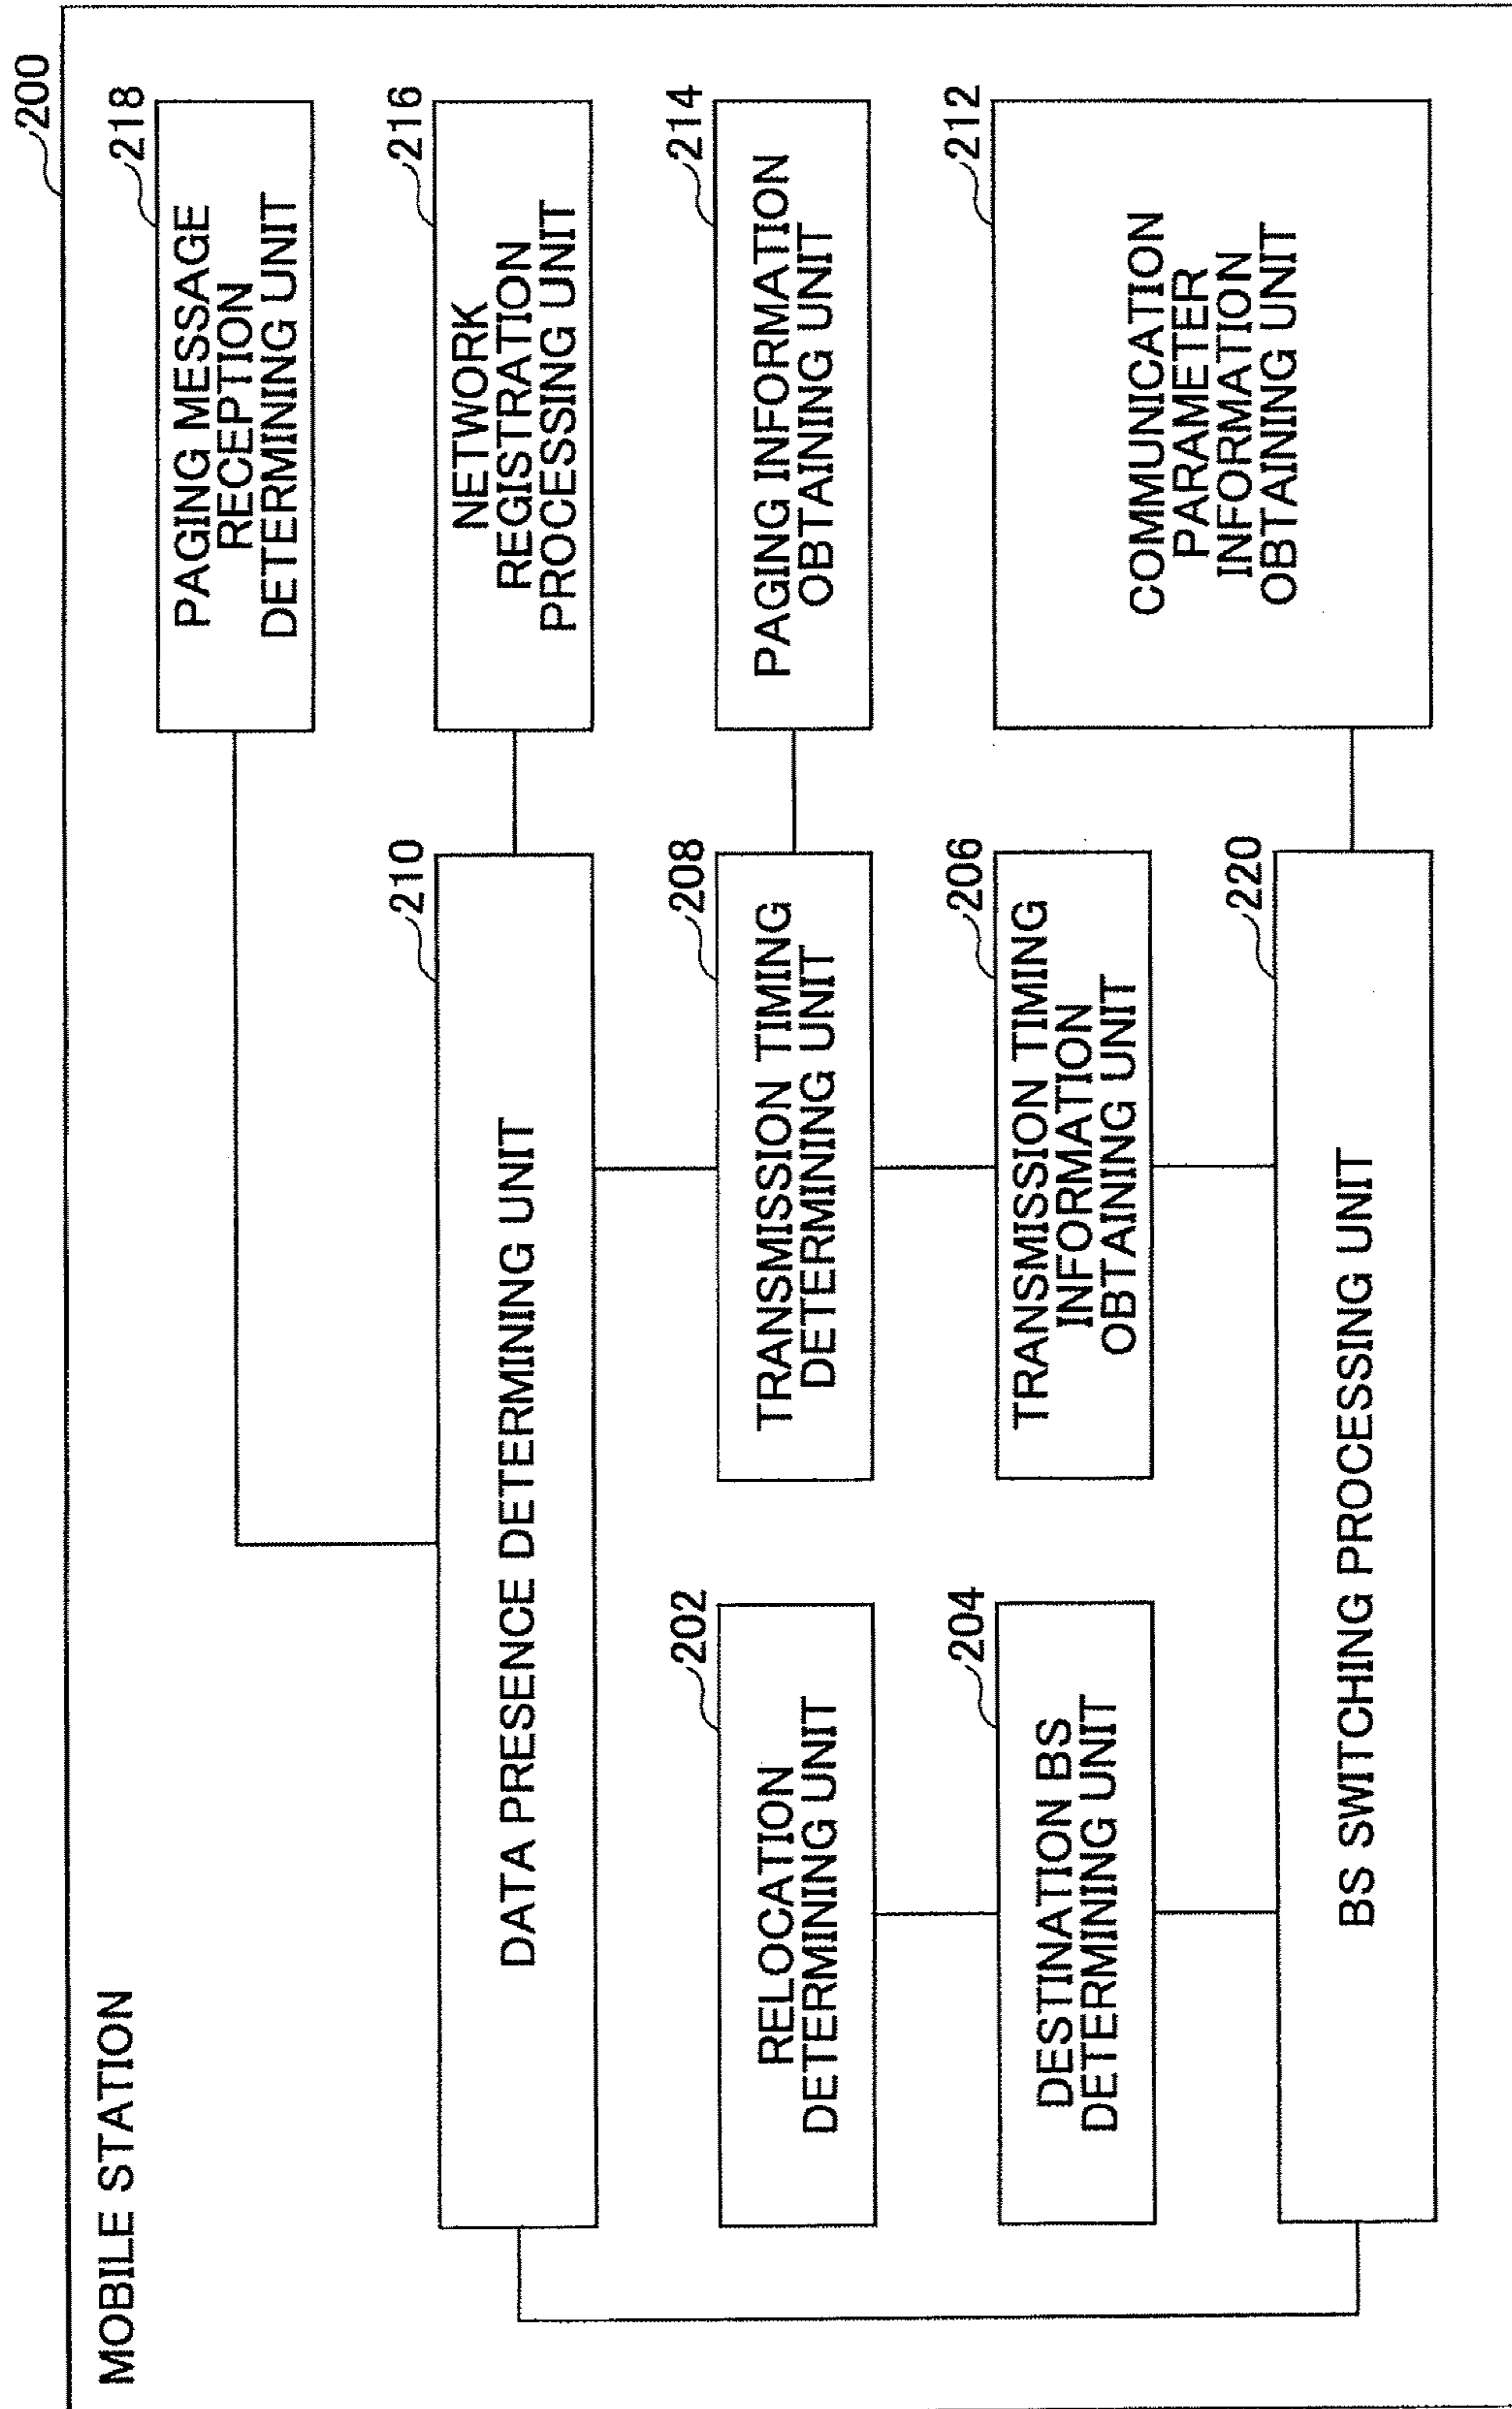 200
MOBILE STATION
218
PAGING MESSAGE
RECEPTION
DETERMINING UNIT
210
DATA PRESENCE DETERMINING UNIT
216
NETWORK
REGISTRATION
PROCESSING UNIT
202
RELOCATION
DETERMINING UNIT
208
TRANSMISSION TIMING
DETERMINING UNIT
214
PAGING INFORMATION
OBTAINING UNIT
204
DESTINATION BS
DETERMINING UNIT
206
TRANSMISSION TIMING
INFORMATION
OBTAINING UNIT
212
COMMUNICATION
PARAMETER
INFORMATION
OBTAINING UNIT
220
BS SWITCHING PROCESSING UNIT